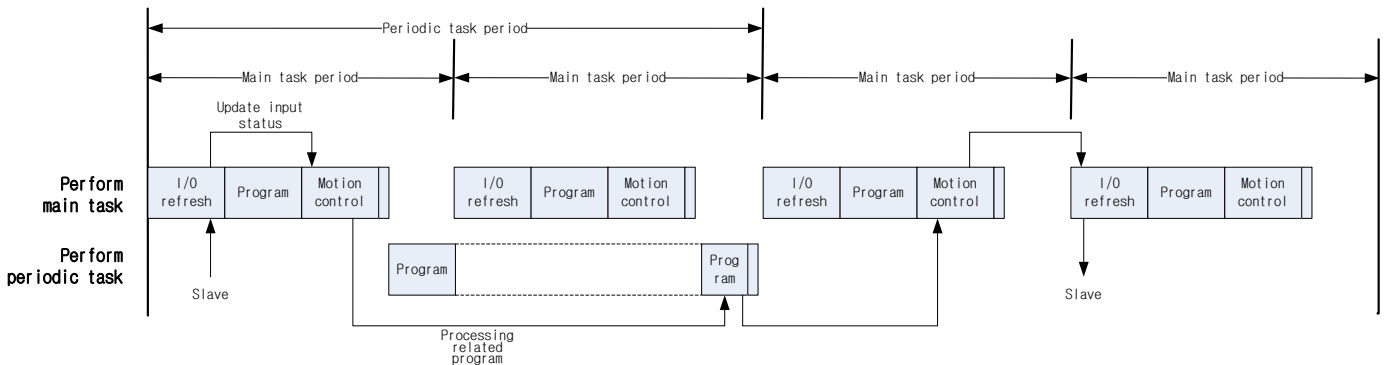 Periodic task period
Main task period
Main task period
Main task period
Main task period
Update input
status
Perform
main task
I/O
refresh
Program
Motion
control
I/O
refresh
Program
Motion
control
I/O
refresh
Program
Motion
control
I/O
refresh
Program
Motion
control
Perform
periodic task
Program
Prog
ram
Slave
Slave
Processing
related
program